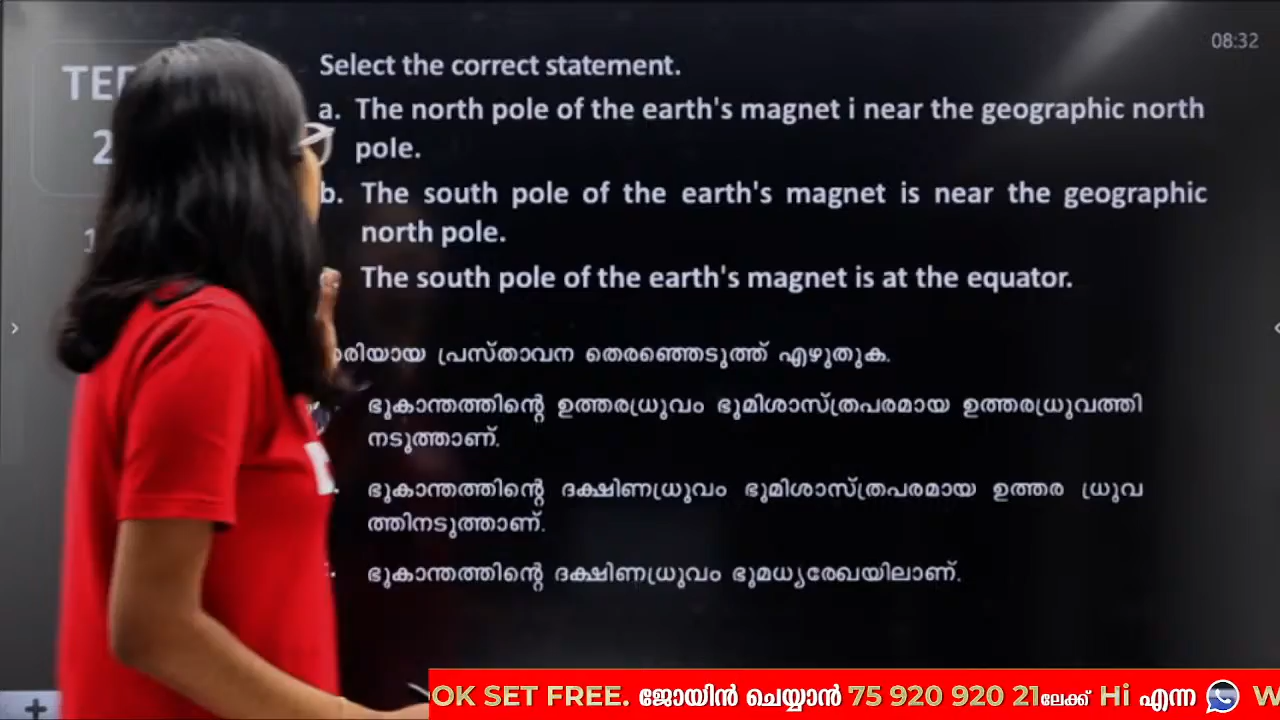 08:32
Select the correct statement.
a. The north pole of the earth's magnet i near the geographic north
pole.
b. The south pole of the earth's magnet is near the geographic
north pole.
The south pole of the earth's magnet is at the equator.
പ്രസ്താവന തെരഞ്ഞെടുത്ത് എഴുതുക.
ഭൂകാന്തത്തിന്റെ ഉത്തരധ്രുവം ഭൂമിശാസ്ത്രപരമായ ഉത്തരധ്രുവത്തി
നടുത്താണ്.
ഭൂകാന്തത്തിന്റെ ദക്ഷിണധ്രുവം ഭൂമിശാസ്ത്രപരമായ ഉത്തര ധ്രുവ
ത്തിനടുത്താണ്.
ഭൂകാന്തത്തിന്റെ ദക്ഷിണധ്രുവം ഭൂമധ്യരേഖയിലാണ്.
OK SET FREE. ജോയിൻ ചെയ്യാൻ 75 920 920 21ലേക്ക് Hi എന്ന W